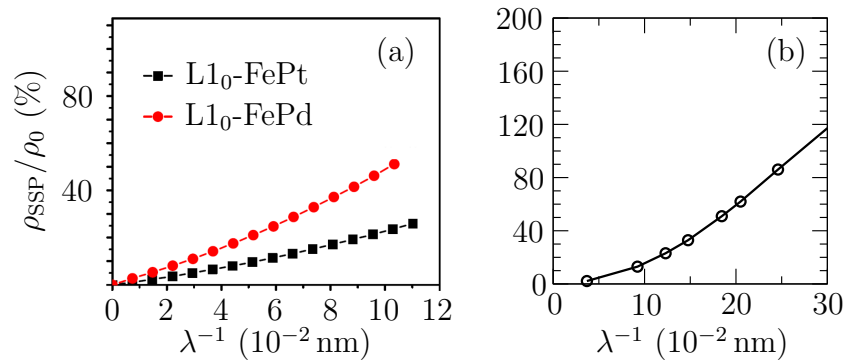 (a)
L1₀-FePt
L1₀-FePd
ρ_SSP/ρ₀ (%)
80
40
0 2 4 6 8 10 12
λ⁻¹ (10⁻² nm)
(b)
200
160
120
80
40
0
0 10 20 30
λ⁻¹ (10⁻² nm)